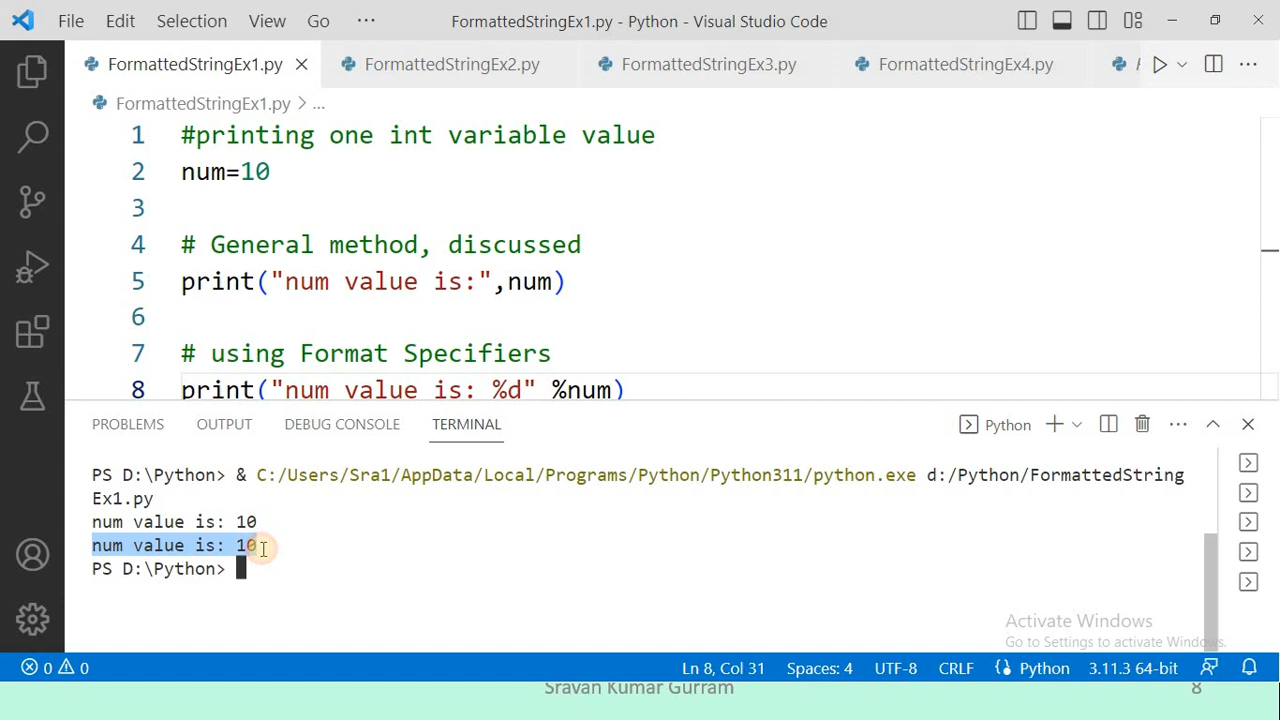 File Edit Selection View Go ··· FormattedStringEx1.py - Python - Visual Studio Code
FormattedStringEx1.py FormattedStringEx2.py FormattedStringEx3.py FormattedStringEx4.py
FormattedStringEx1.py > ...
1 #printing one int variable value
2 num=10
3
4 # General method, discussed
5 print("num value is:",num)
6
7 # using Format Specifiers
8 print("num value is: %d" %num)
PROBLEMS OUTPUT DEBUG CONSOLE TERMINAL Python
PS D:\Python> & C:/Users/Sra1/AppData/Local/Programs/Python/Python311/python.exe d:/Python/FormattedString
Ex1.py
num value is: 10
num value is: 10
PS D:\Python>
Activate Windows
Go to Settings to activate Windows.
0 0 Ln 8, Col 31 Spaces: 4 UTF-8 CRLF Python 3.11.3 64-bit
Sravan Kumar Gurram 8